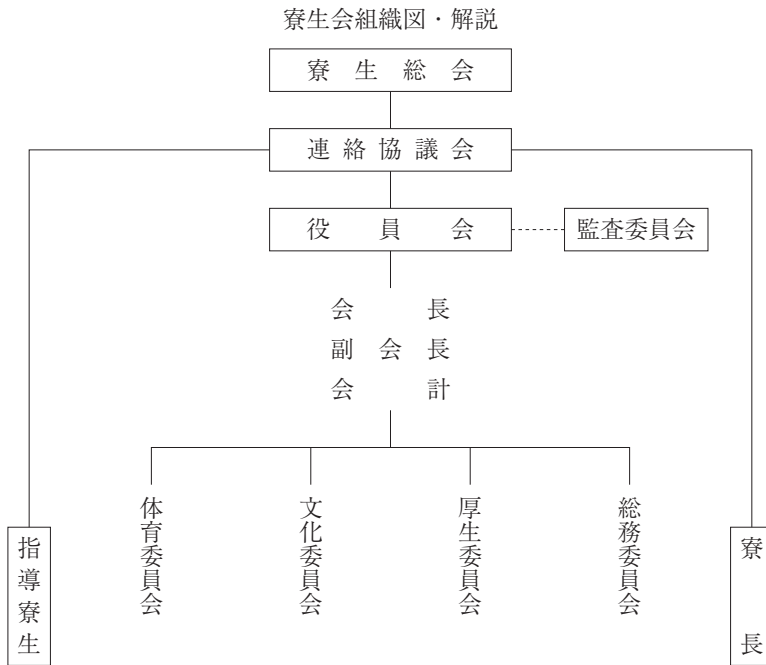 寮生会組織図・解説
寮生総会
連絡協議会
役員会
監査委員会
会長
副会長
会計
体育委員会
文化委員会
厚生委員会
総務委員会
指導寮生
寮長